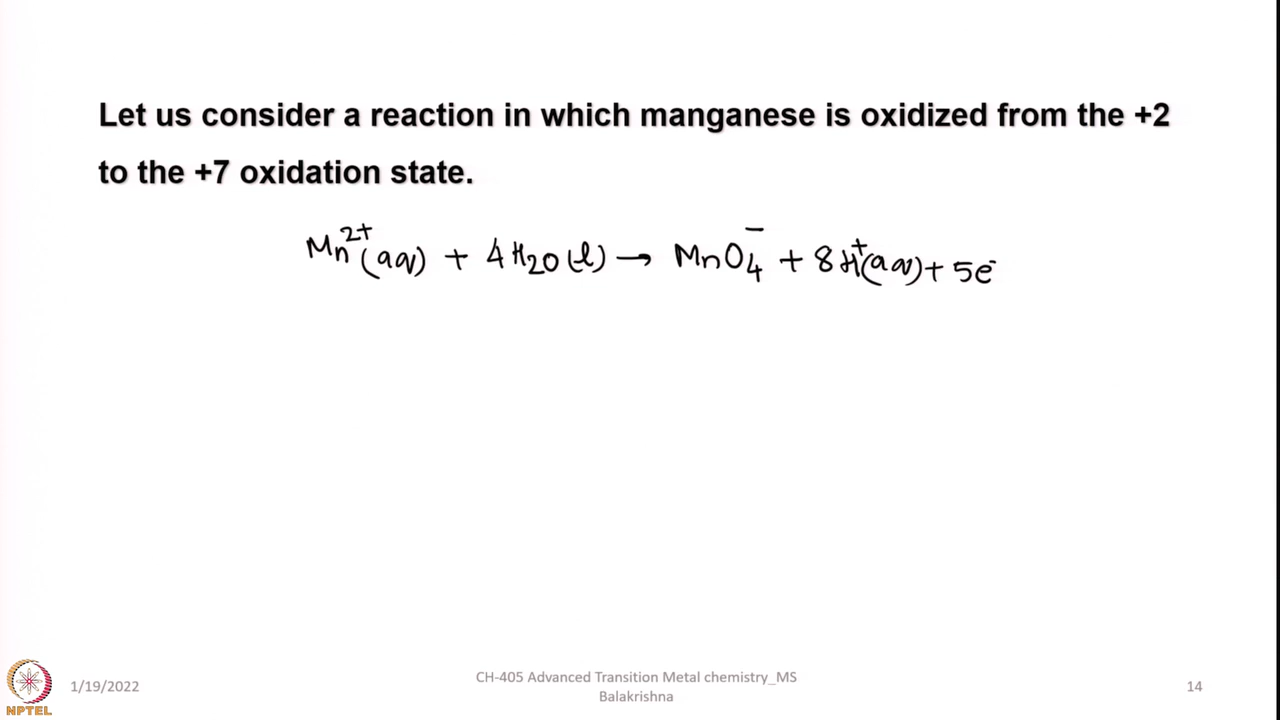 Let us consider a reaction in which manganese is oxidized from the +2
to the +7 oxidation state.
Mn²⁺(aq) + 4H₂O(l) → MnO₄⁻ + 8H⁺(aq) + 5e⁻
NPTEL
1/19/2022
CH-405 Advanced Transition Metal chemistry_MS
Balakrishna
14